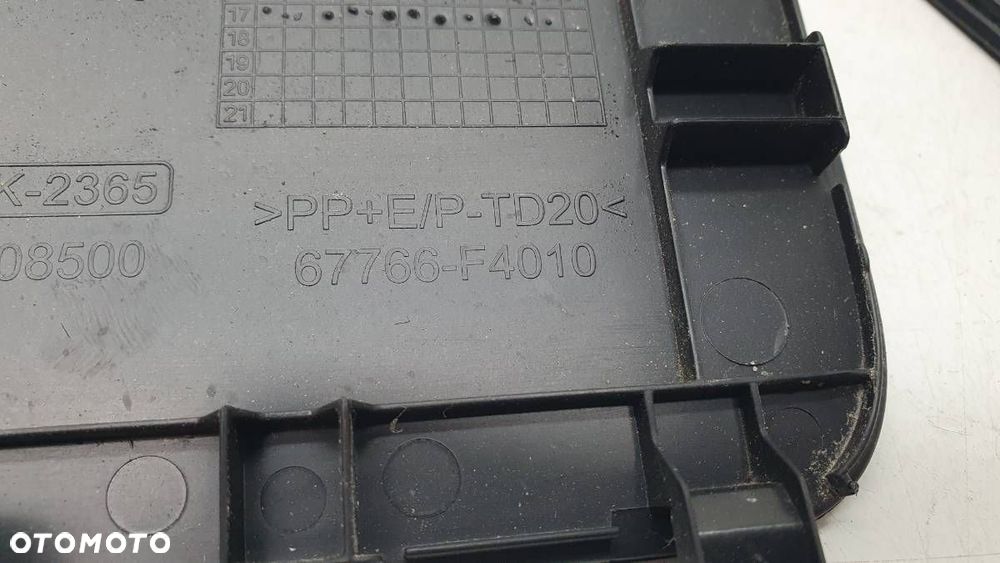 17
18
19
20
21
K-2365
>PP+E/P-TD20<
08500
67766-F4010
OTOMOTO